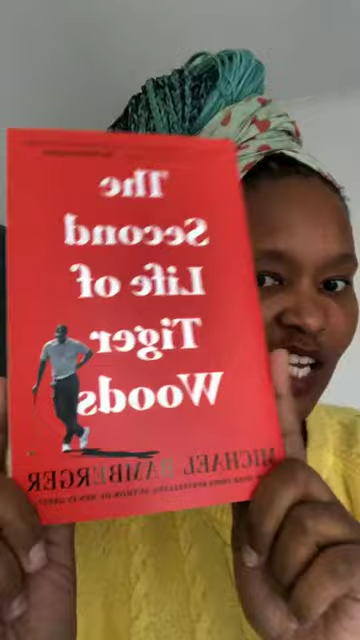 The
Second
Life of
Tiger
Woods
MICHAEL BAMBERGER